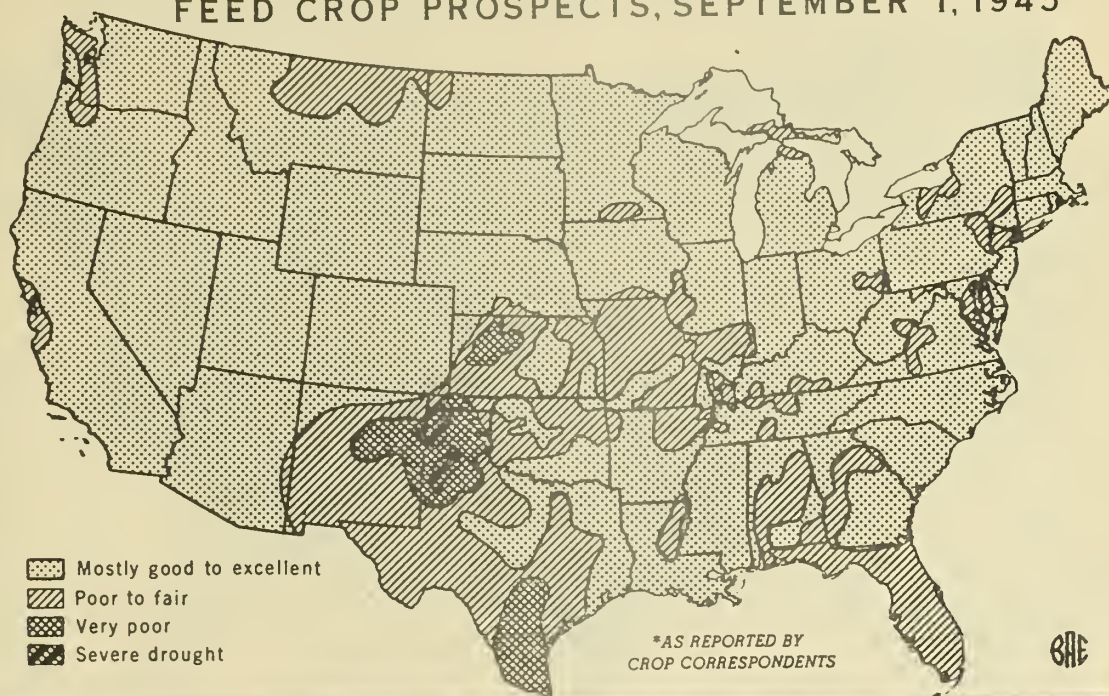 FEED CROP PROSPECTS, SEPTEMBER 1, 1945
Mostly good to excellent
Poor to fair
Very poor
Severe drought
*AS REPORTED BY
CROP CORRESPONDENTS
BAE